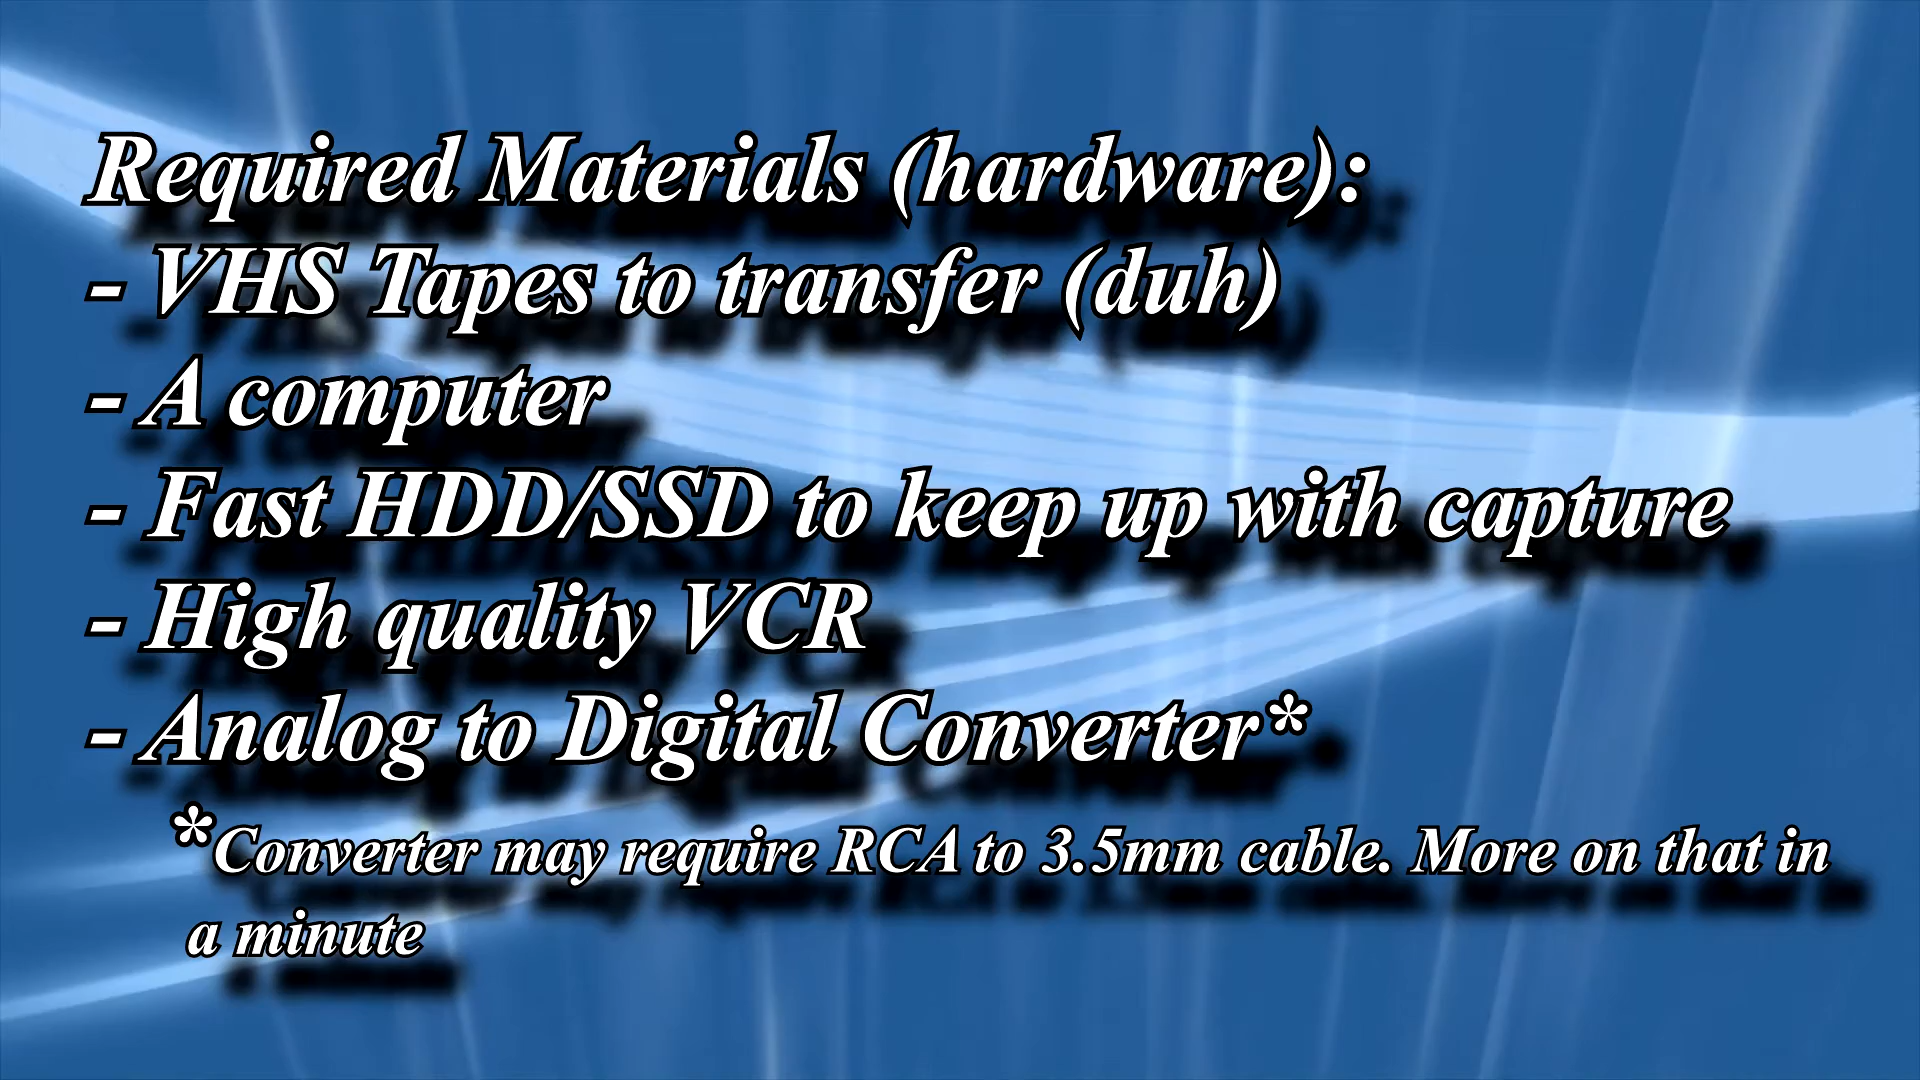 Required Materials (hardware):
- VHS Tapes to transfer (duh)
- A computer
- Fast HDD/SSD to keep up with capture
- High quality VCR
- Analog to Digital Converter*
*Converter may require RCA to 3.5mm cable. More on that in
a minute